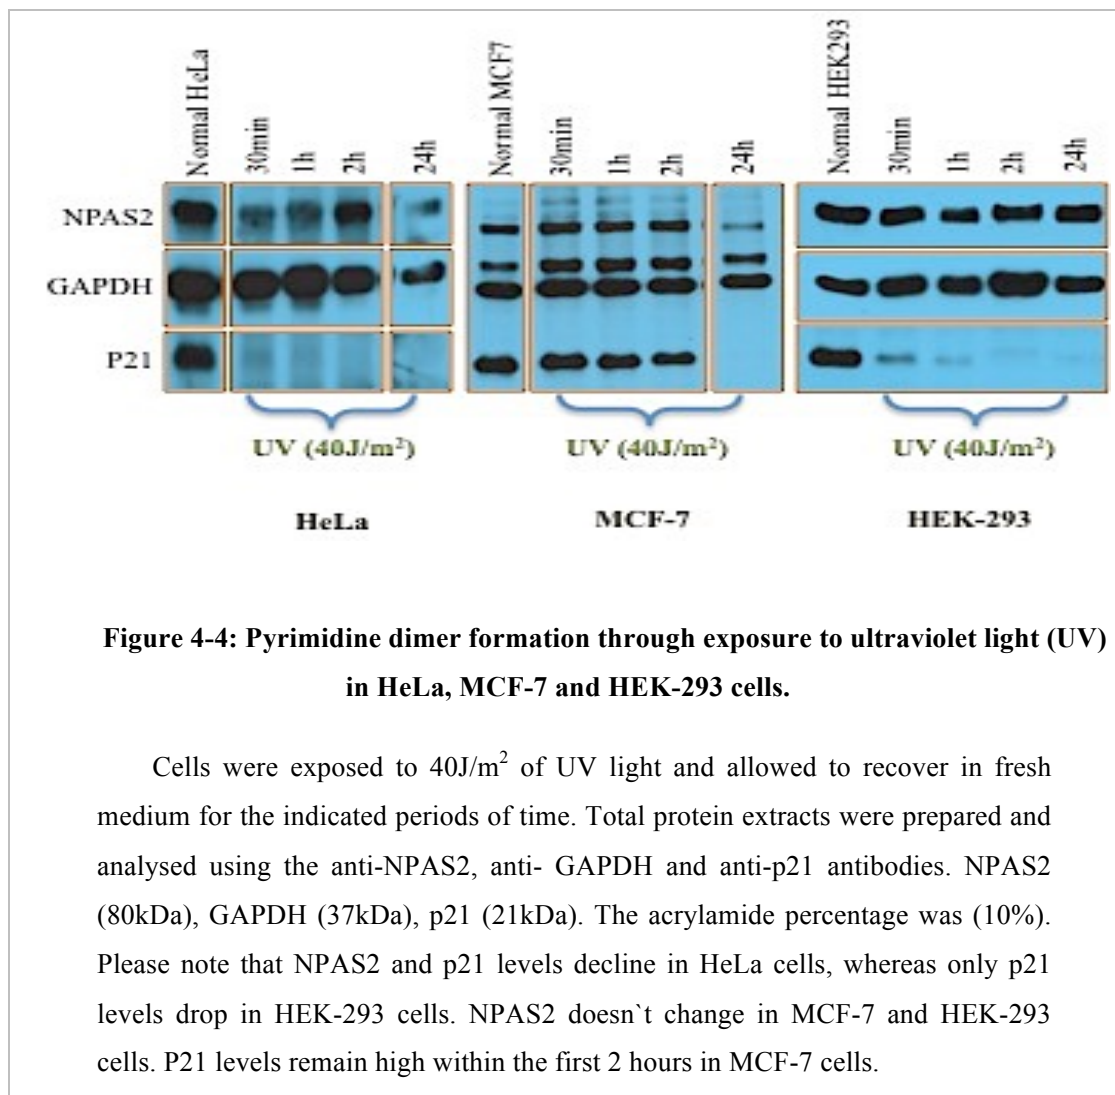 Normal HeLa
30min
1h
2h
24h
Normal MCF7
30min
1h
2h
24h
Normal HEK293
30min
1h
2h
24h
NPAS2
GAPDH
P21
UV (40J/m²)
UV (40J/m²)
UV (40J/m²)
HeLa
MCF-7
HEK-293
Figure 4-4: Pyrimidine dimer formation through exposure to ultraviolet light (UV)
in HeLa, MCF-7 and HEK-293 cells.
Cells were exposed to 40J/m² of UV light and allowed to recover in fresh
medium for the indicated periods of time. Total protein extracts were prepared and
analysed using the anti-NPAS2, anti- GAPDH and anti-p21 antibodies. NPAS2
(80kDa), GAPDH (37kDa), p21 (21kDa). The acrylamide percentage was (10%).
Please note that NPAS2 and p21 levels decline in HeLa cells, whereas only p21
levels drop in HEK-293 cells. NPAS2 doesn`t change in MCF-7 and HEK-293
cells. P21 levels remain high within the first 2 hours in MCF-7 cells.